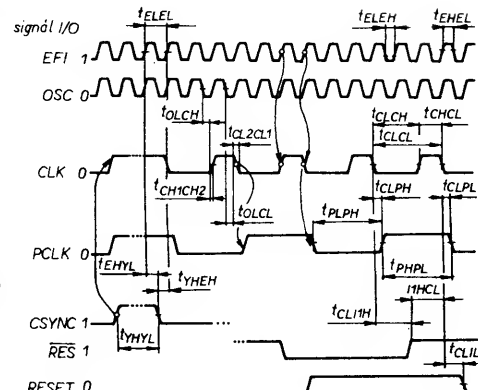 tELEL
signál I/O
tELEH
tEHEL
EFI 1
OSC 0
tOLCH
tCL2CL1
tCLCH
tCHCL
tCLCL
CLK 0
tCH1CH2
tOLCL
tPLPH
tCLPH
tCLPL
PCLK 0
tEHYL
tYHEH
tPHPL
CSYNC 1
tYHYL
tCLI1H
I1HCL
RES 1
tCLIL
RESET 0